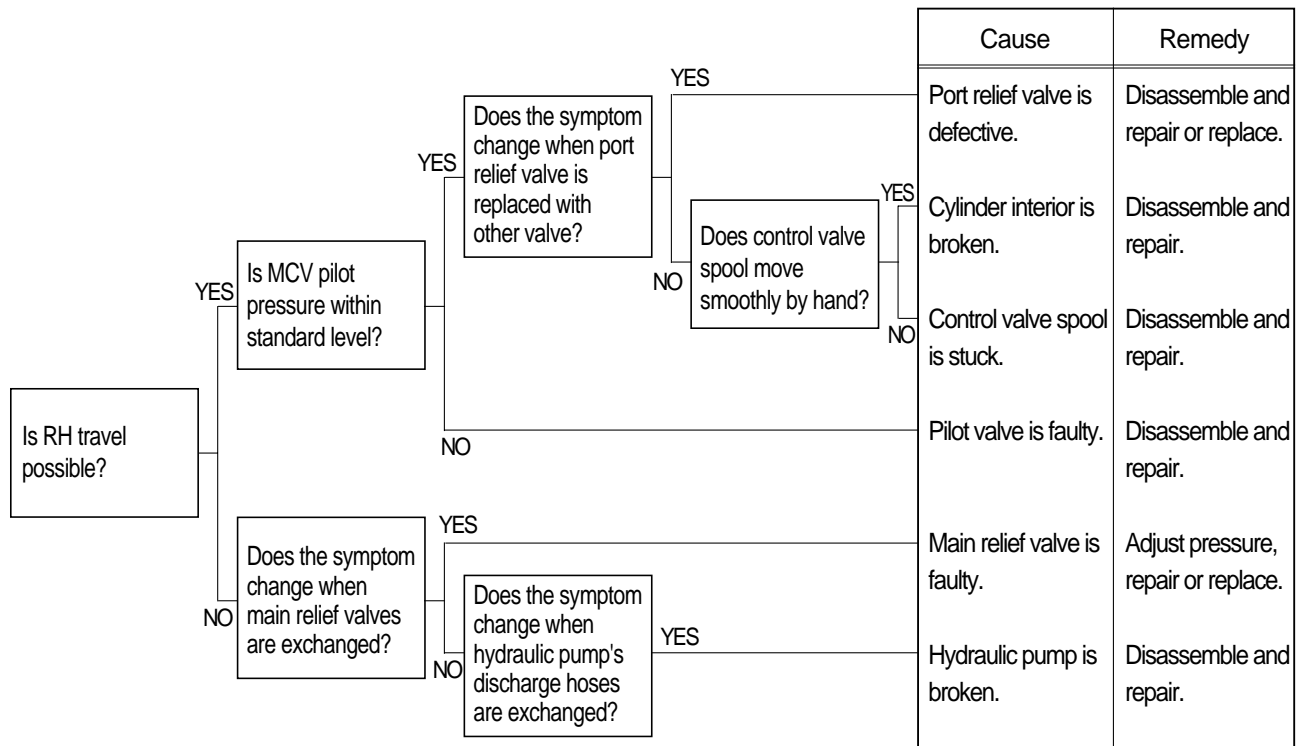 Cause
Remedy
Is RH travel
possible?
YES
NO
Is MCV pilot
pressure within
standard level?
YES
NO
Does the symptom
change when port
relief valve is
replaced with
other valve?
YES
NO
Does control valve
spool move
smoothly by hand?
YES
NO
Does the symptom
change when
main relief valves
are exchanged?
YES
NO
Does the symptom
change when
hydraulic pump's
discharge hoses
are exchanged?
YES
Port relief valve is
defective.
Disassemble and
repair or replace.
Cylinder interior is
broken.
Disassemble and
repair.
Control valve spool
is stuck.
Disassemble and
repair.
Pilot valve is faulty.
Disassemble and
repair.
Main relief valve is
faulty.
Adjust pressure,
repair or replace.
Hydraulic pump is
broken.
Disassemble and
repair.